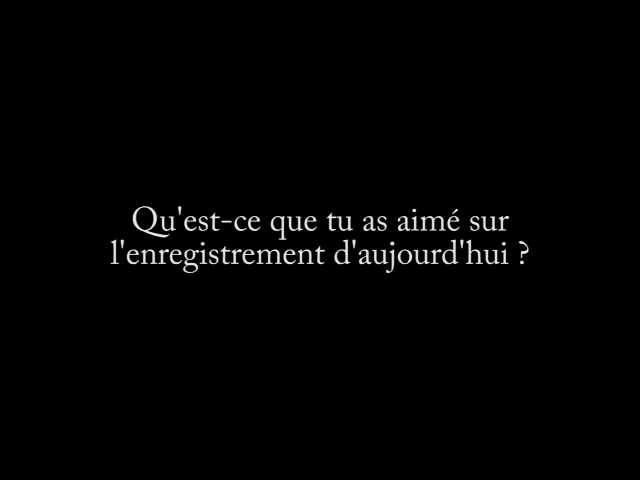 Qu'est-ce que tu as aimé sur
l'enregistrement d'aujourd'hui ?